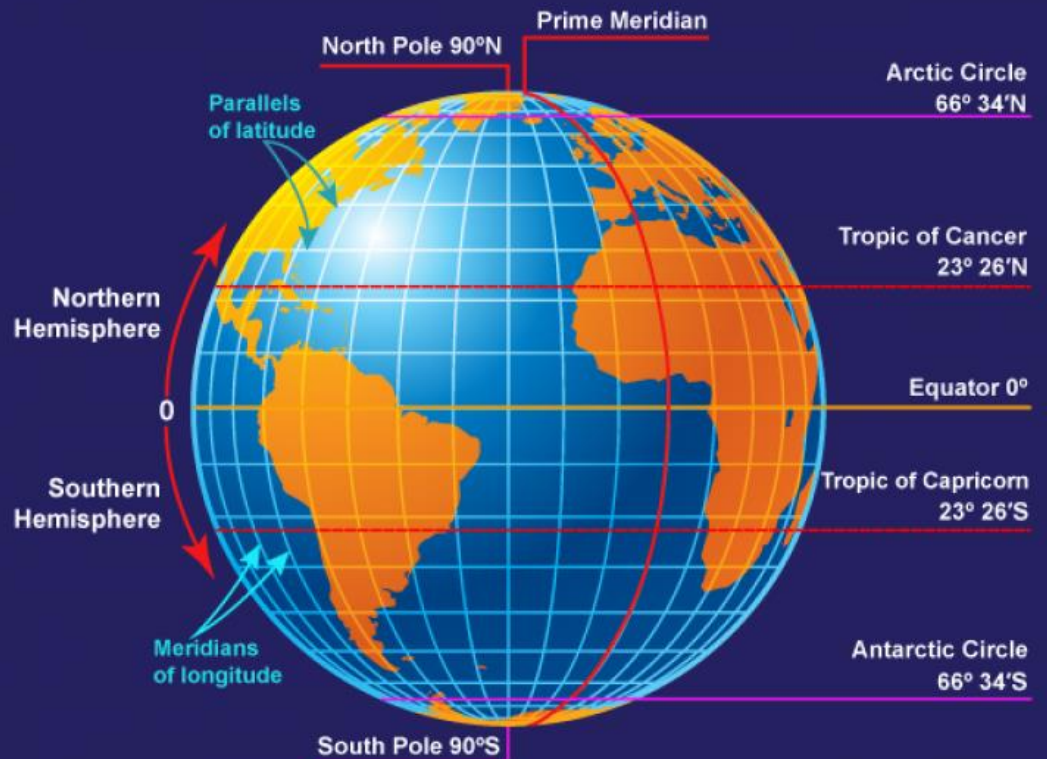 Prime Meridian
North Pole 90ºN
Arctic Circle
66º 34′N
Parallels
of latitude
Tropic of Cancer
23º 26′N
Northern
Hemisphere
Equator 0º
0
Southern
Hemisphere
Tropic of Capricorn
23º 26′S
Meridians
of longitude
Antarctic Circle
66º 34′S
South Pole 90ºS